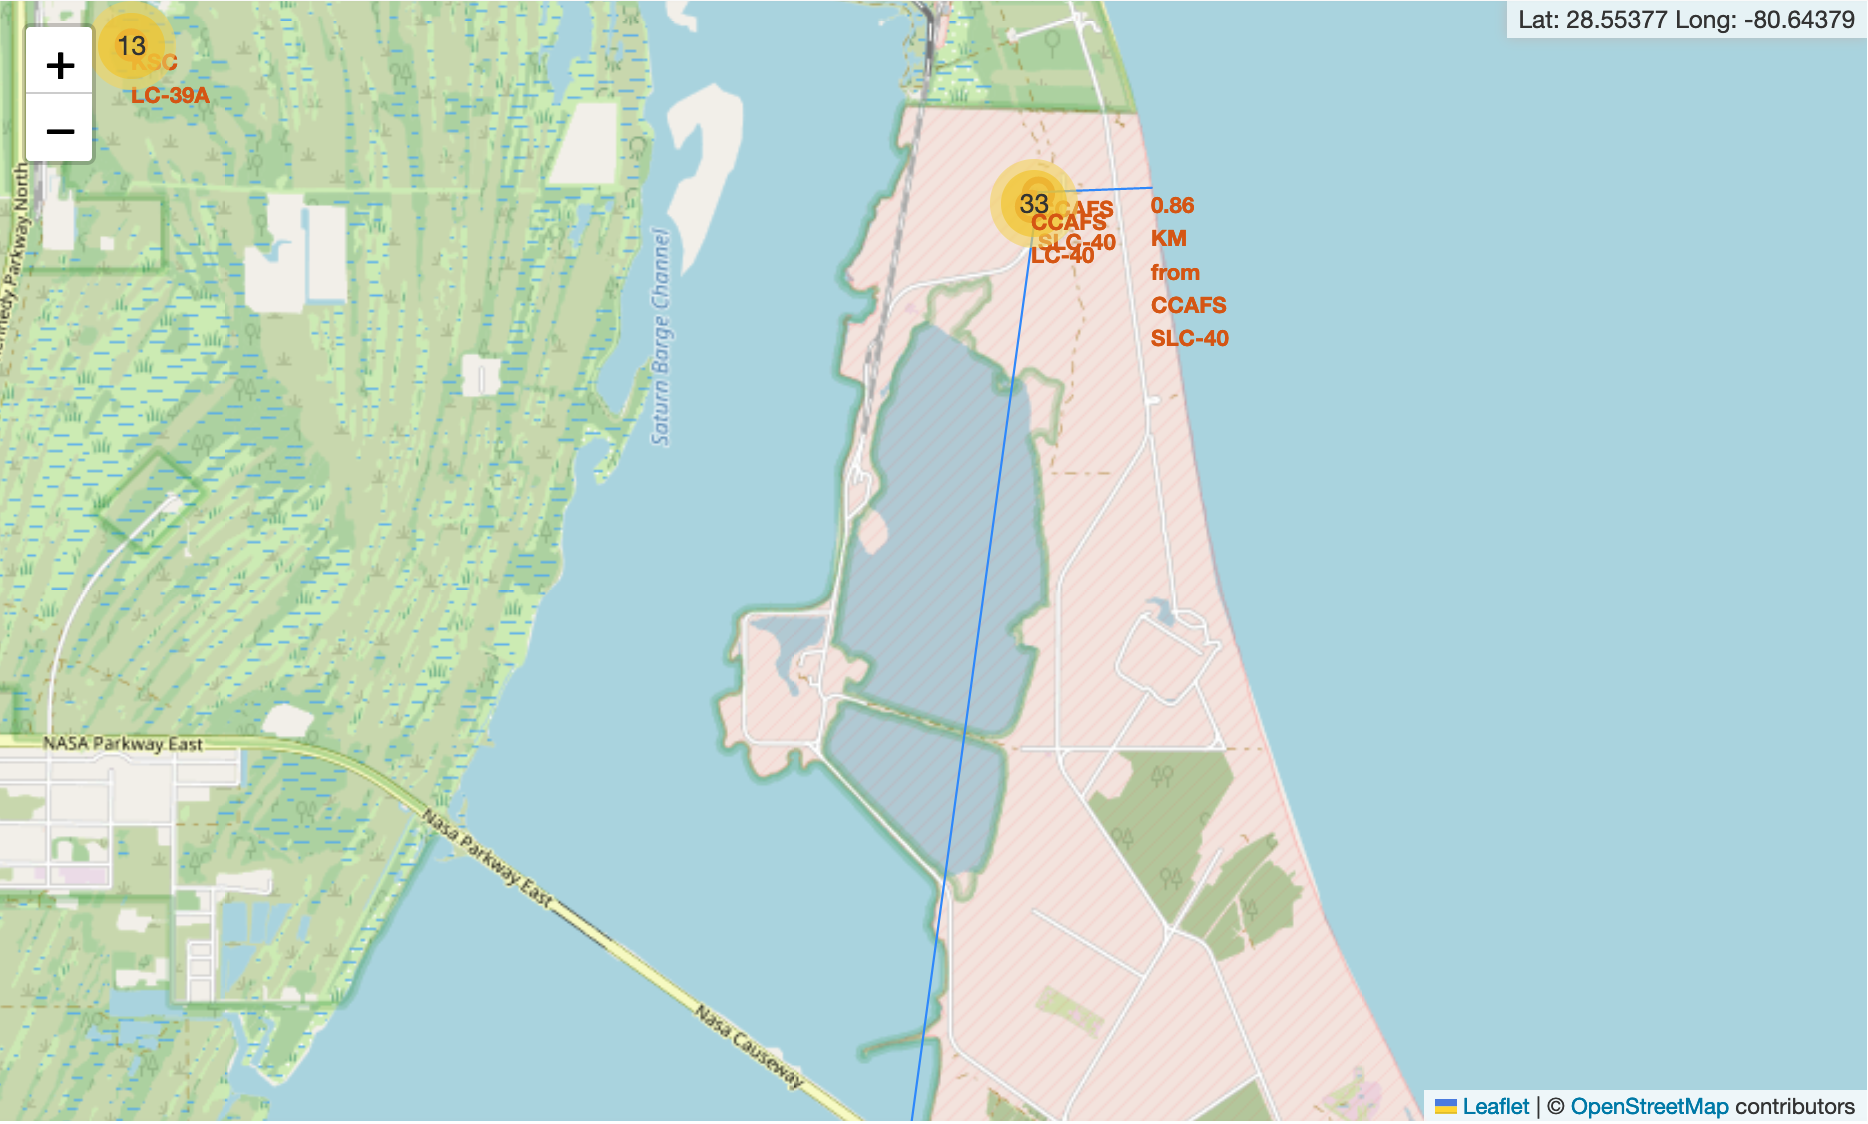 Lat: 28.55377 Long: -80.64379
+
−
13
KSC
LC-39A
33
CCAFS
SLC-40
CCAFS
LC-40
0.86
KM
from
CCAFS
SLC-40
Saturn Barge Channel
Kennedy Parkway North
NASA Parkway East
Nasa Parkway East
Nasa Causeway
Leaflet | © OpenStreetMap contributors